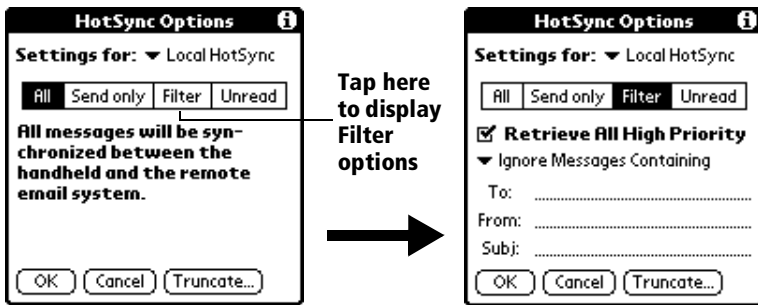 HotSync Options i
Settings for: Local HotSync
All Send only Filter Unread
All messages will be syn-
chronized between the
handheld and the remote
email system.
OK Cancel Truncate...
Tap here
to display
Filter
options
HotSync Options i
Settings for: Local HotSync
All Send only Filter Unread
Retrieve All High Priority
Ignore Messages Containing
To:
From:
Subj:
OK Cancel Truncate...